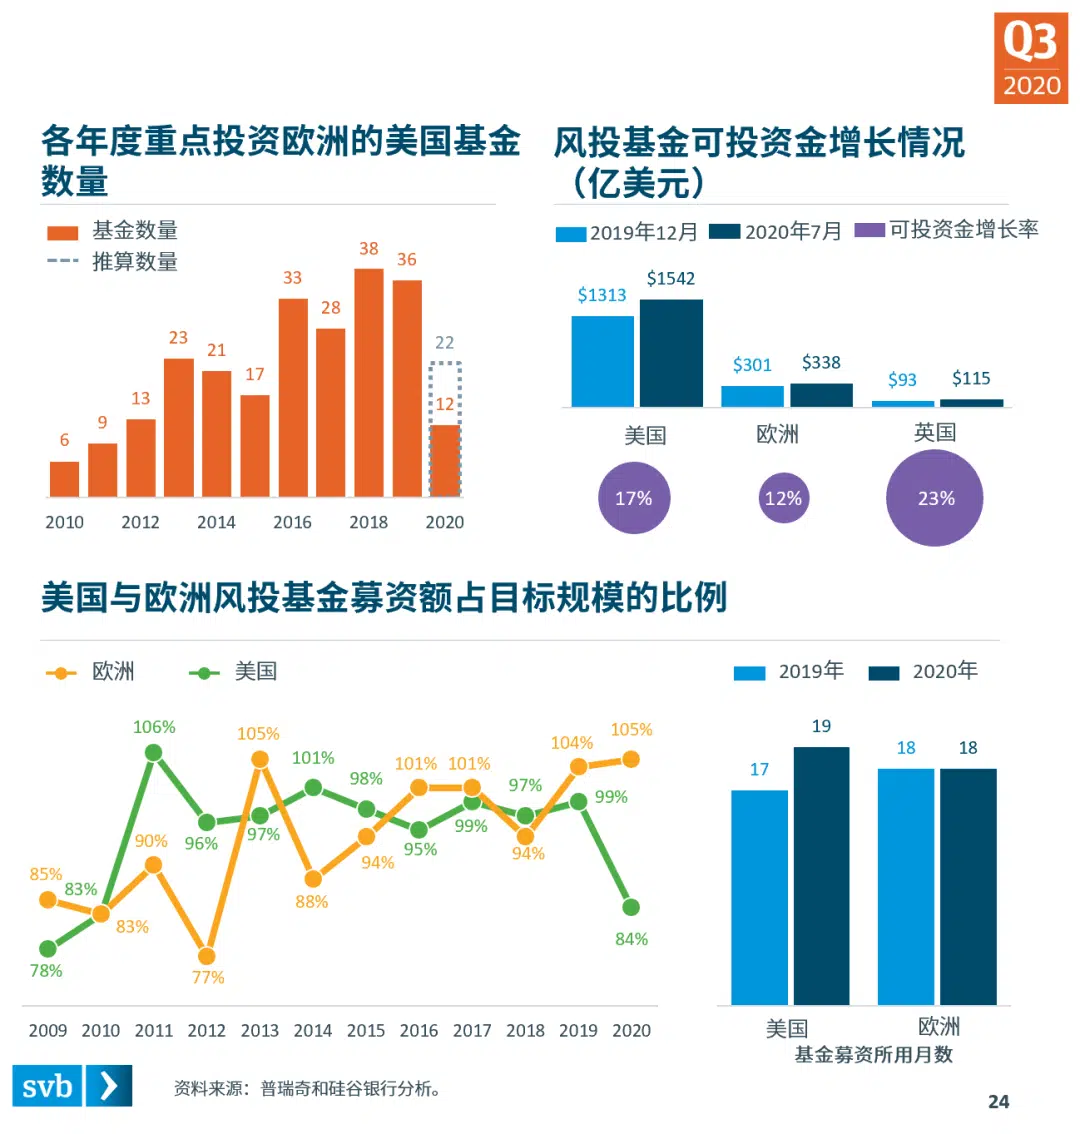 Q3
2020
各年度重点投资欧洲的美国基金
数量
基金数量
推算数量
6
9
13
23
21
17
33
28
38
36
22
12
2010 2012 2014 2016 2018 2020
风投基金可投资金增长情况
（亿美元）
2019年12月 2020年7月 可投资金增长率
$1313 $1542
$301 $338
$93 $115
美国 欧洲 英国
17% 12% 23%
美国与欧洲风投基金募资额占目标规模的比例
欧洲 美国
85% 83% 90% 77% 105% 88% 94% 101% 101% 94% 104% 105%
78% 83% 106% 96% 97% 101% 98% 95% 99% 97% 99% 84%
2009 2010 2011 2012 2013 2014 2015 2016 2017 2018 2019 2020
2019年 2020年
17 19 18 18
美国 欧洲
基金募资所用月数
svb
资料来源：普瑞奇和硅谷银行分析。
24